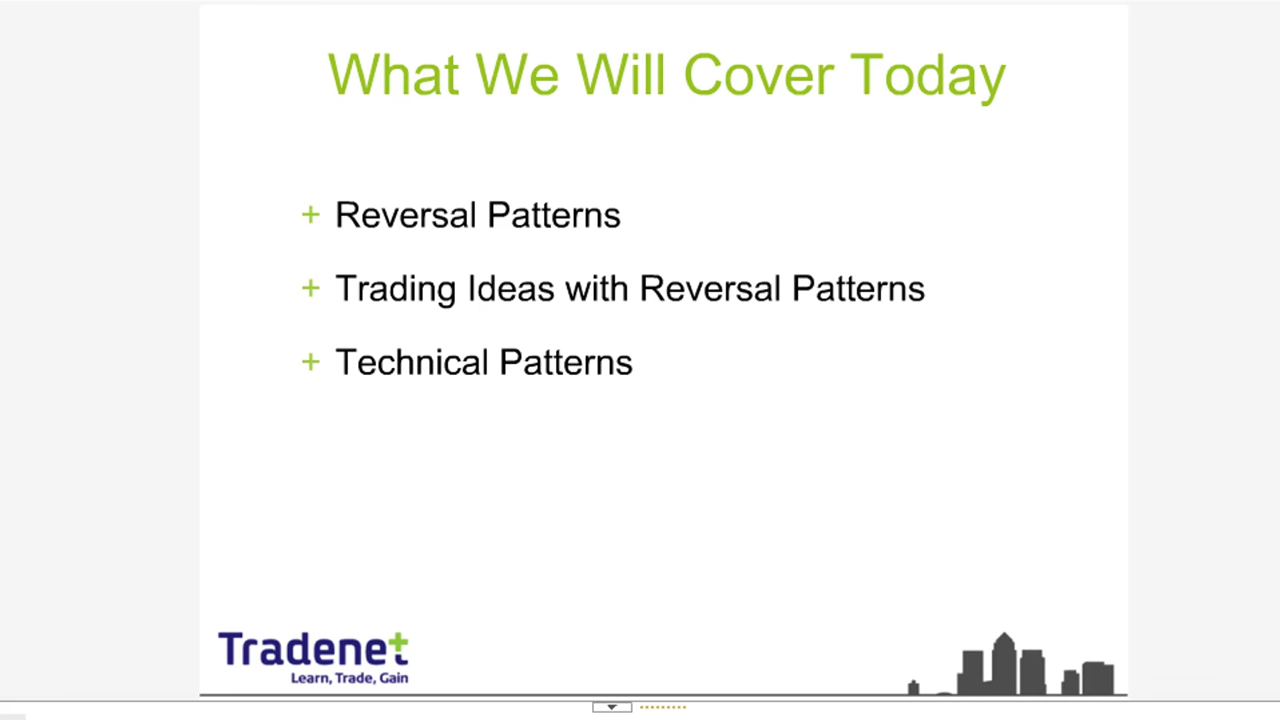 What We Will Cover Today
+ Reversal Patterns
+ Trading Ideas with Reversal Patterns
+ Technical Patterns
Tradenet
Learn, Trade, Gain